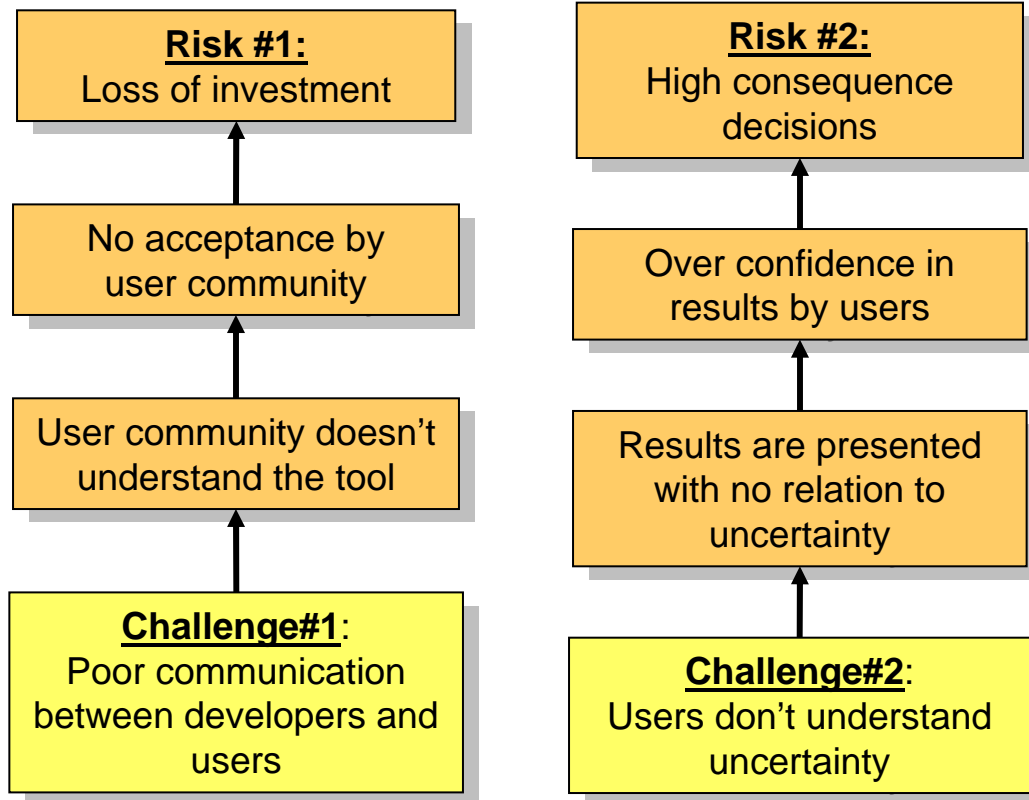 Risk #1:
Loss of investment
No acceptance by
user community
User community doesn't
understand the tool
Challenge#1:
Poor communication
between developers and
users
Risk #2:
High consequence
decisions
Over confidence in
results by users
Results are presented
with no relation to
uncertainty
Challenge#2:
Users don't understand
uncertainty